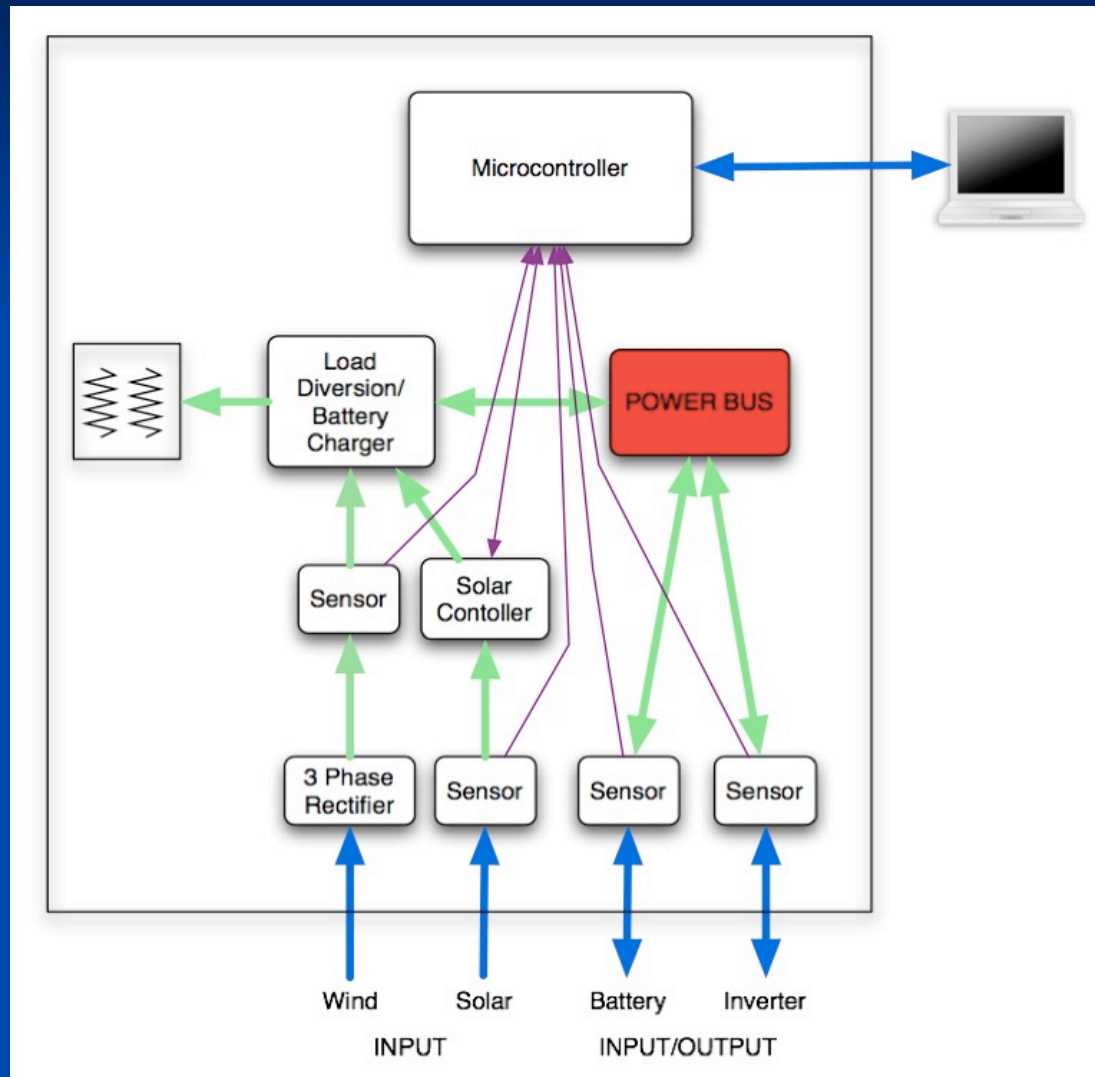 Microcontroller
Load
Diversion/
Battery
Charger
POWER BUS
Sensor
Solar
Contoller
3 Phase
Rectifier
Sensor
Sensor
Sensor
Wind
Solar
Battery
Inverter
INPUT
INPUT/OUTPUT